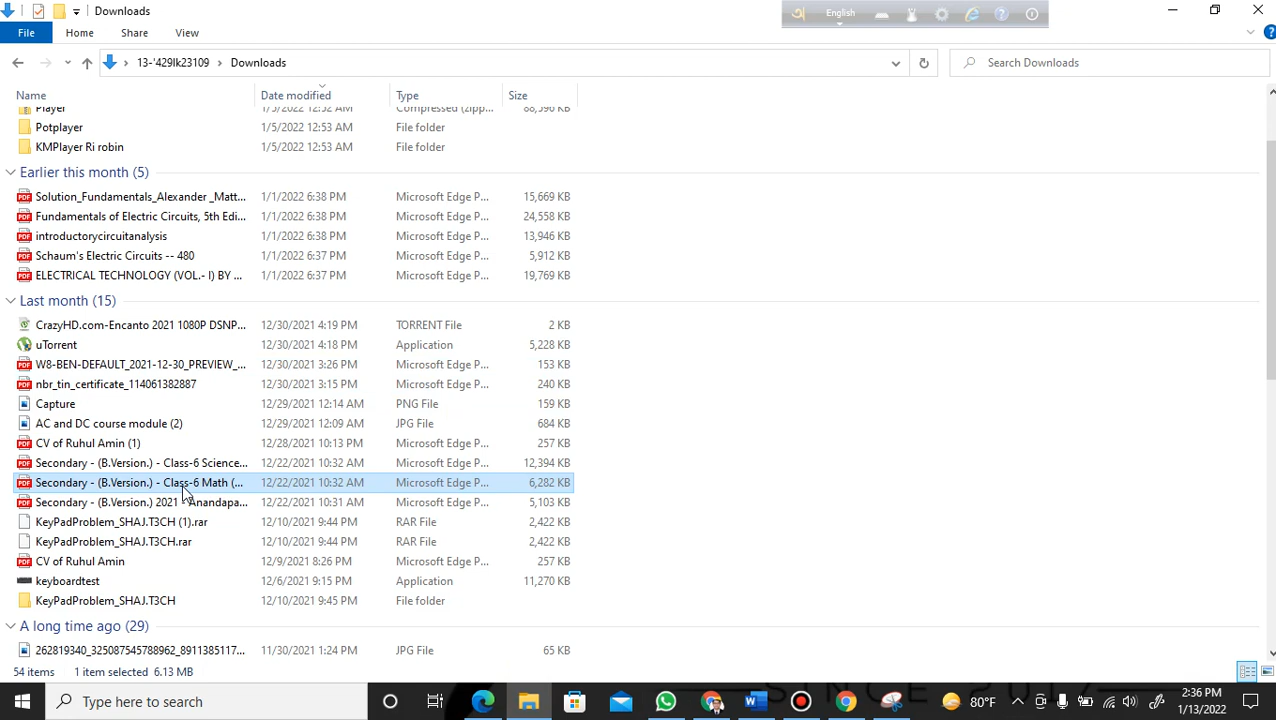 Downloads
English
File Home Share View
13-'429lk23109 > Downloads
Search Downloads
Name Date modified Type Size
Player 1/5/2022 12:52 AM Compressed (zipp... 88,596 KB
Potplayer 1/5/2022 12:53 AM File folder
KMPlayer Ri robin 1/5/2022 12:53 AM File folder
Earlier this month (5)
Solution_Fundamentals_Alexander _Matt... 1/1/2022 6:38 PM Microsoft Edge P... 15,669 KB
Fundamentals of Electric Circuits, 5th Edi... 1/1/2022 6:38 PM Microsoft Edge P... 24,558 KB
introductorycircuitanalysis 1/1/2022 6:38 PM Microsoft Edge P... 13,946 KB
Schaum's Electric Circuits -- 480 1/1/2022 6:37 PM Microsoft Edge P... 5,912 KB
ELECTRICAL TECHNOLOGY (VOL.- I) BY ... 1/1/2022 6:37 PM Microsoft Edge P... 19,769 KB
Last month (15)
CrazyHD.com-Encanto 2021 1080P DSNP... 12/30/2021 4:19 PM TORRENT File 2 KB
uTorrent 12/30/2021 4:18 PM Application 5,228 KB
W8-BEN-DEFAULT_2021-12-30_PREVIEW_... 12/30/2021 3:26 PM Microsoft Edge P... 153 KB
nbr_tin_certificate_114061382887 12/30/2021 3:15 PM Microsoft Edge P... 240 KB
Capture 12/29/2021 12:14 AM PNG File 159 KB
AC and DC course module (2) 12/29/2021 12:09 AM JPG File 684 KB
CV of Ruhul Amin (1) 12/28/2021 10:13 PM Microsoft Edge P... 257 KB
Secondary - (B.Version.) - Class-6 Science... 12/22/2021 10:32 AM Microsoft Edge P... 12,394 KB
Secondary - (B.Version.) - Class-6 Math (... 12/22/2021 10:32 AM Microsoft Edge P... 6,282 KB
Secondary - (B.Version.) 2021 - Anandapa... 12/22/2021 10:31 AM Microsoft Edge P... 5,103 KB
KeyPadProblem_SHAJ.T3CH (1).rar 12/10/2021 9:44 PM RAR File 2,422 KB
KeyPadProblem_SHAJ.T3CH.rar 12/10/2021 9:44 PM RAR File 2,422 KB
CV of Ruhul Amin 12/9/2021 8:26 PM Microsoft Edge P... 257 KB
keyboardtest 12/6/2021 9:15 PM Application 11,270 KB
KeyPadProblem_SHAJ.T3CH 12/10/2021 9:45 PM File folder
A long time ago (29)
262819340_325087545788962_8911385117... 11/30/2021 1:24 PM JPG File 65 KB
54 items 1 item selected 6.13 MB
Type here to search
80°F
2:36 PM
1/13/2022